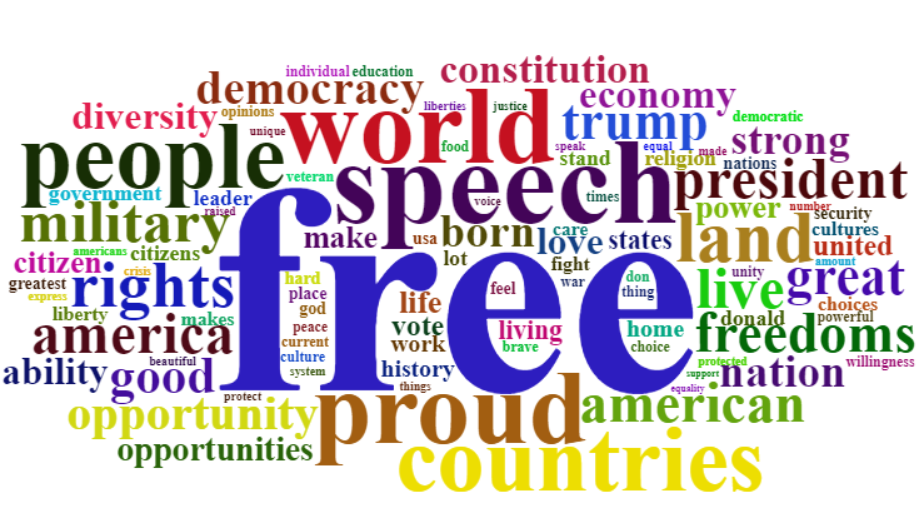 individual education constitution
democracy economy
diversity opinions liberties justice democratic
unique world trump
people food speak equal made strong
stand religion nations
veteran speech president
government leader voice times power number
military raised born care security
make usa love states land cultures
americans citizens lot fight united
citizen crisis free amount
greatest rights hard war don unity great
express place feel thing live choices
liberty makes god life donald powerful
america peace vote living home freedoms
current work brave choice
beautiful culture history protected willingness
ability good system things support nation
protect equality
opportunity proud american
opportunities countries